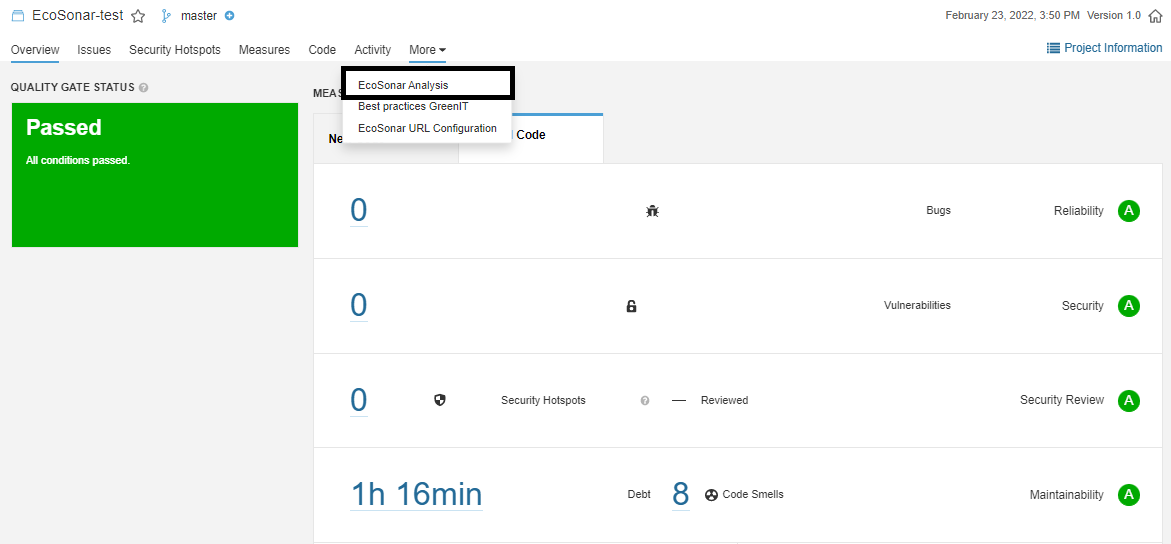 EcoSonar-test master February 23, 2022, 3:50 PM Version 1.0
Overview Issues Security Hotspots Measures Code Activity More Project Information
QUALITY GATE STATUS
Passed
All conditions passed.
EcoSonar Analysis
Best practices GreenIT
EcoSonar URL Configuration
MEAS
Ne
Code
0 Bugs Reliability A
0 Vulnerabilities Security A
0 Security Hotspots ? — Reviewed Security Review A
1h 16min Debt 8 Code Smells Maintainability A